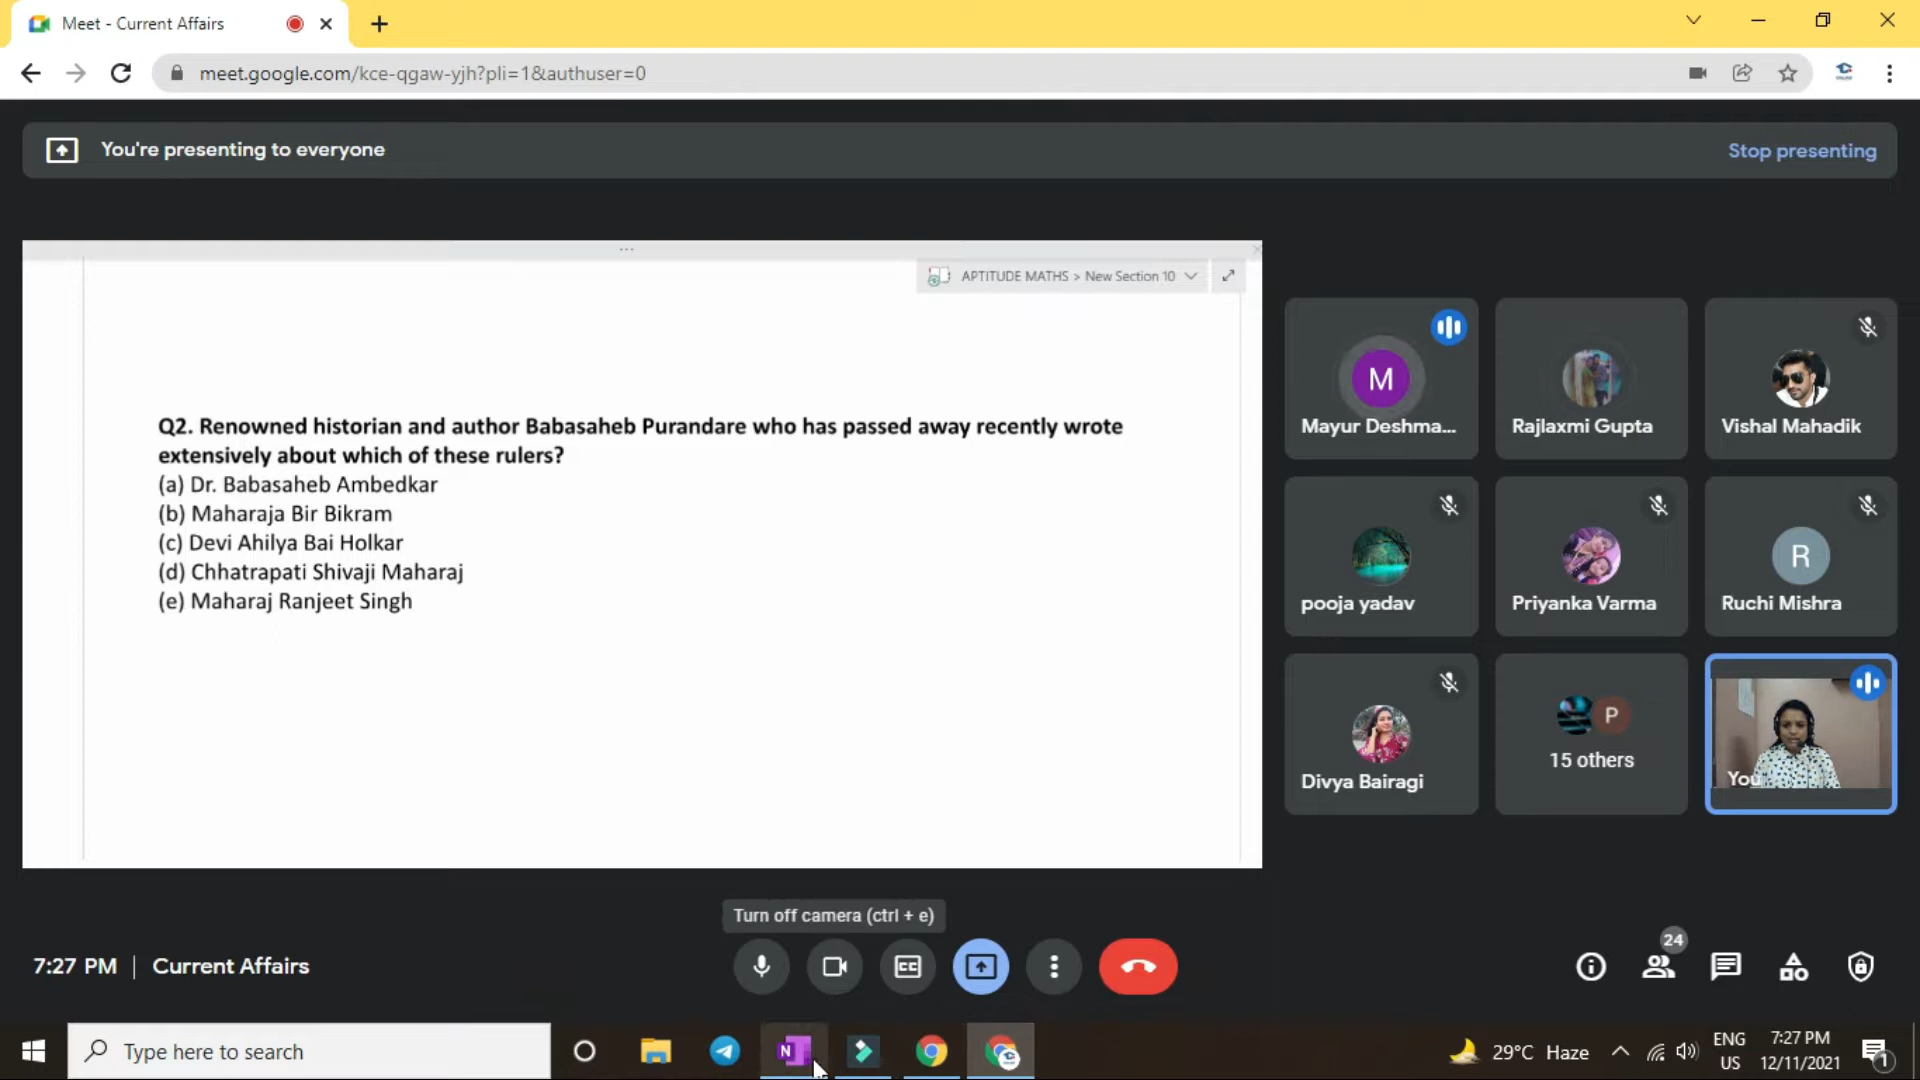 Meet - Current Affairs
meet.google.com/kce-qgaw-yjh?pli=1&authuser=0
You're presenting to everyone
Stop presenting
APTITUDE MATHS > New Section 10
Q2. Renowned historian and author Babasaheb Purandare who has passed away recently wrote
extensively about which of these rulers?
(a) Dr. Babasaheb Ambedkar
(b) Maharaja Bir Bikram
(c) Devi Ahilya Bai Holkar
(d) Chhatrapati Shivaji Maharaj
(e) Maharaj Ranjeet Singh
M
Mayur Deshma...
Rajlaxmi Gupta
Vishal Mahadik
pooja yadav
Priyanka Varma
R
Ruchi Mishra
Divya Bairagi
P
15 others
You
Turn off camera (ctrl + e)
7:27 PM | Current Affairs
CC
24
Type here to search
N
29°C Haze
ENG
US
7:27 PM
12/11/2021
1